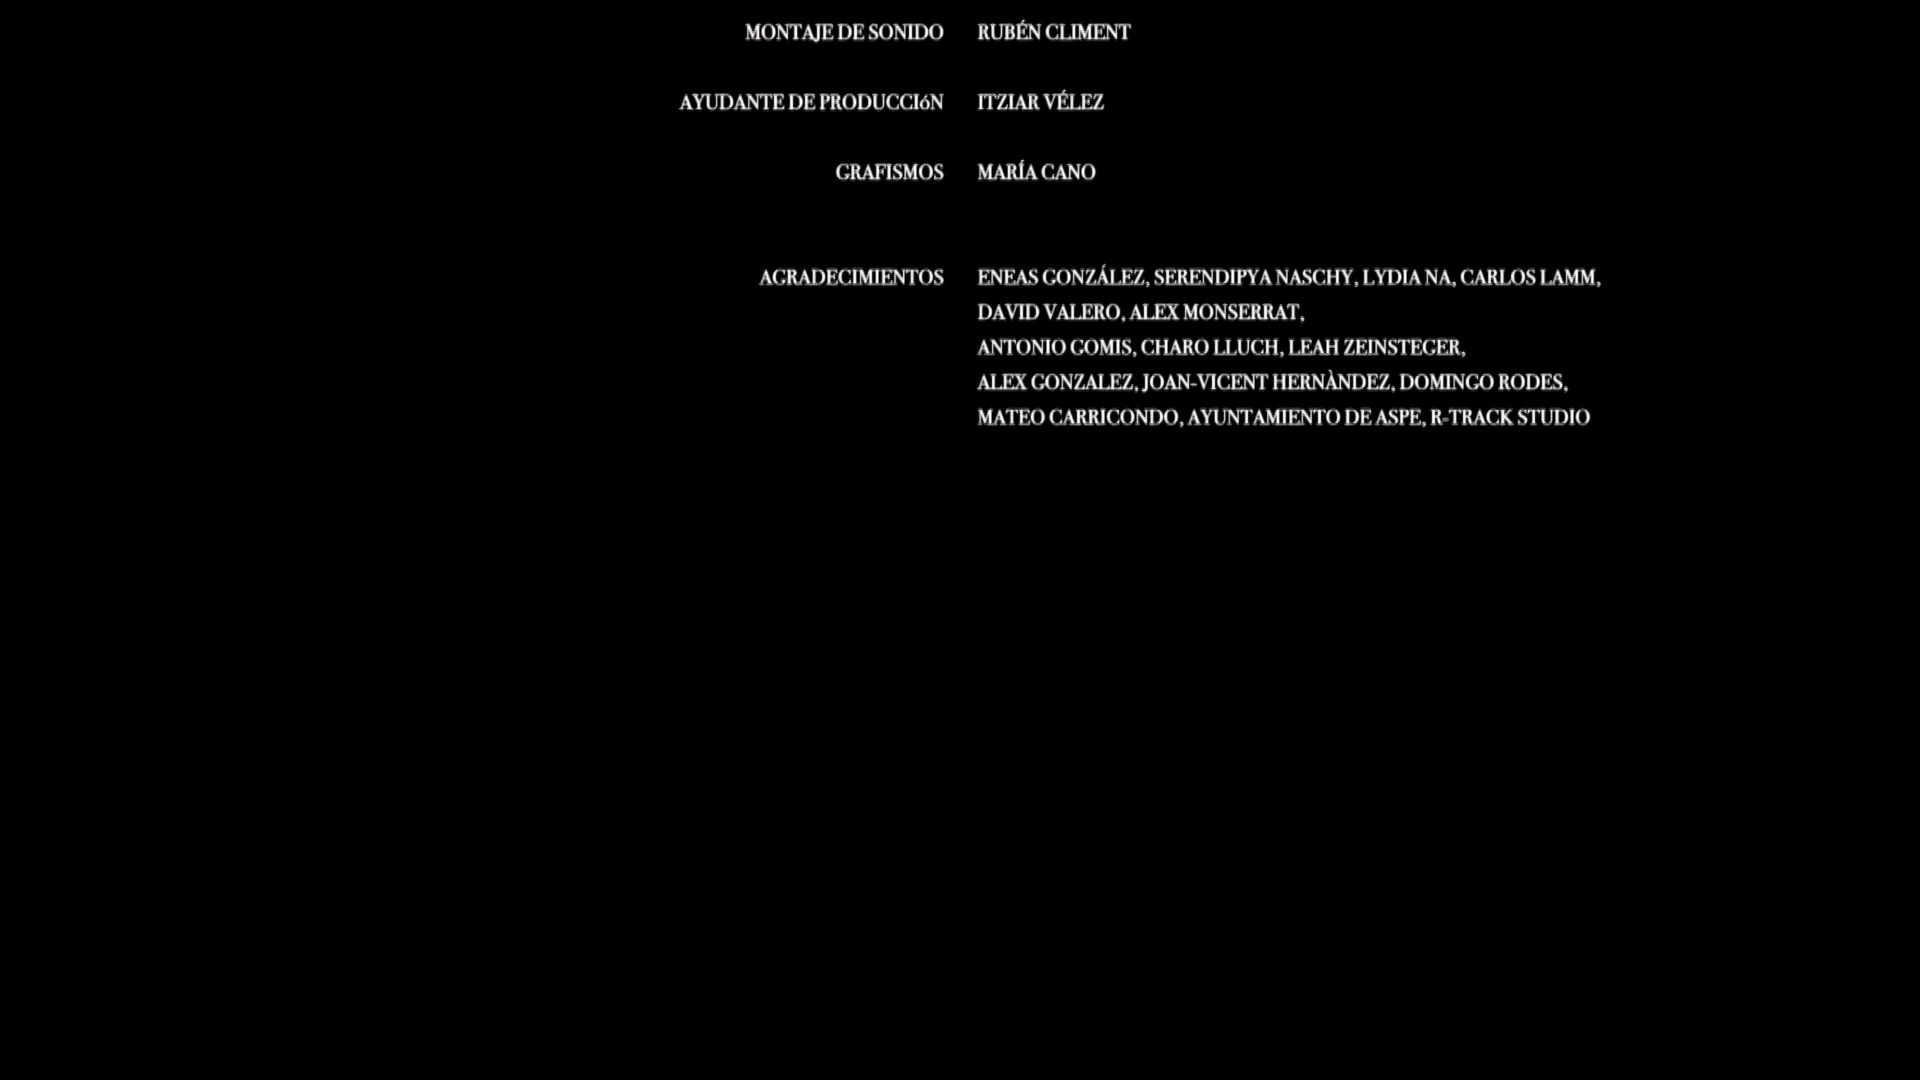 MONTAJE DE SONIDO RUBÉN CLIMENT
AYUDANTE DE PRODUCCIóN ITZIAR VÉLEZ
GRAFISMOS MARÍA CANO
AGRADECIMIENTOS ENEAS GONZÁLEZ, SERENDIPYA NASCHY, LYDIA NA, CARLOS LAMM,
DAVID VALERO, ALEX MONSERRAT,
ANTONIO GOMIS, CHARO LLUCH, LEAH ZEINSTEGER,
ALEX GONZALEZ, JOAN-VICENT HERNÀNDEZ, DOMINGO RODES,
MATEO CARRICONDO, AYUNTAMIENTO DE ASPE, R-TRACK STUDIO